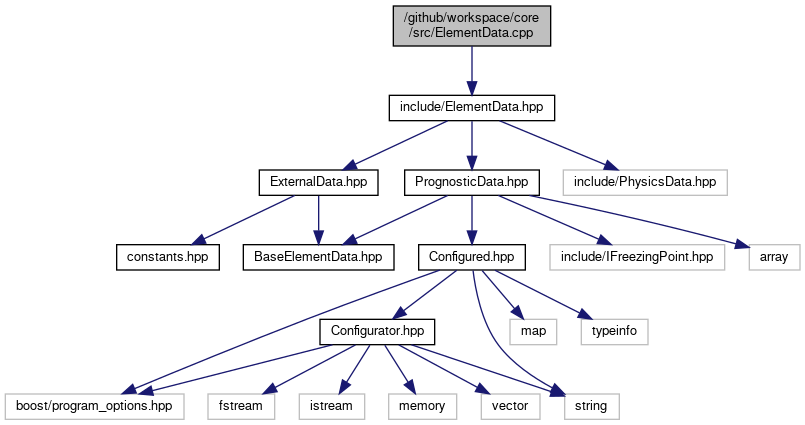 /github/workspace/core
/src/ElementData.cpp
include/ElementData.hpp
ExternalData.hpp
PrognosticData.hpp
include/PhysicsData.hpp
constants.hpp
BaseElementData.hpp
Configured.hpp
include/IFreezingPoint.hpp
array
Configurator.hpp
map
typeinfo
boost/program_options.hpp
fstream
istream
memory
vector
string